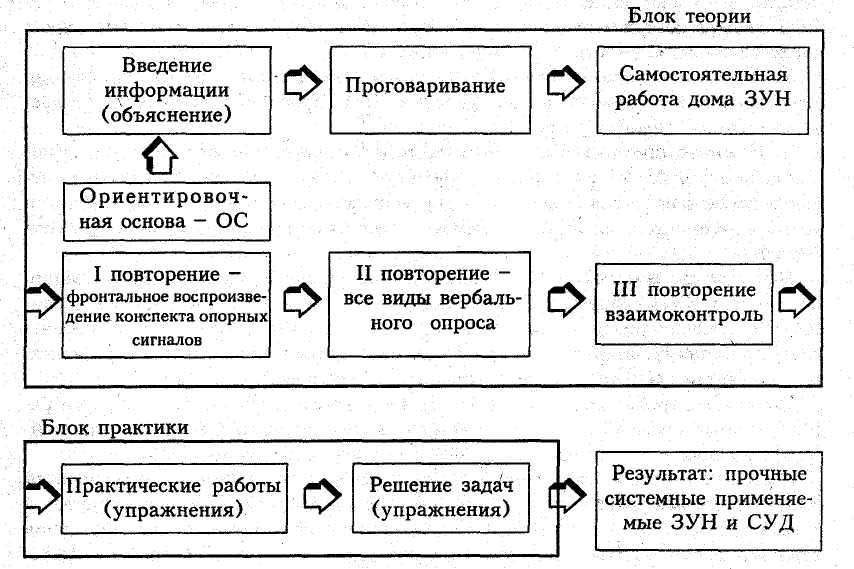 Блок теории
Введение
информации
(объяснение)
Проговаривание
Самостоятельная
работа дома ЗУН
Ориентировоч-
ная основа – ОС
I повторение –
фронтальное воспроизве-
дение конспекта опорных
сигналов
II повторение –
все виды вербаль-
ного опроса
III повторение
взаимоконтроль
Блок практики
Практические работы
(упражнения)
Решение задач
(упражнения)
Результат: прочные
системные применяе-
мые ЗУН и СУД